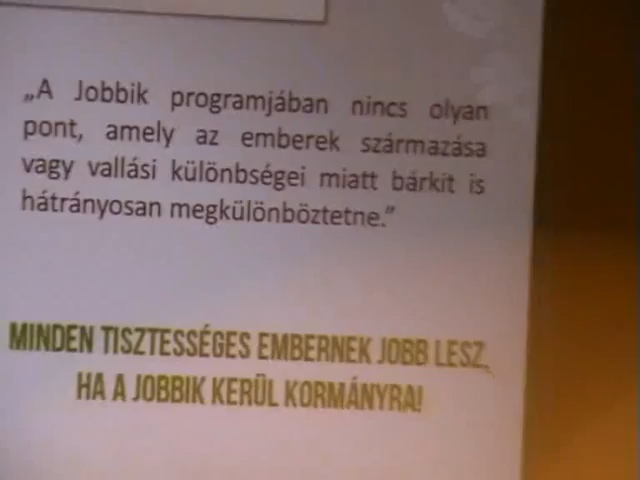 „A Jobbik programjában nincs olyan
pont, amely az emberek származása
vagy vallási különbségei miatt bárkit is
hátrányosan megkülönböztetne.”
MINDEN TISZTESSÉGES EMBERNEK JOBB LESZ,
HA A JOBBIK KERÜL KORMÁNYRA!